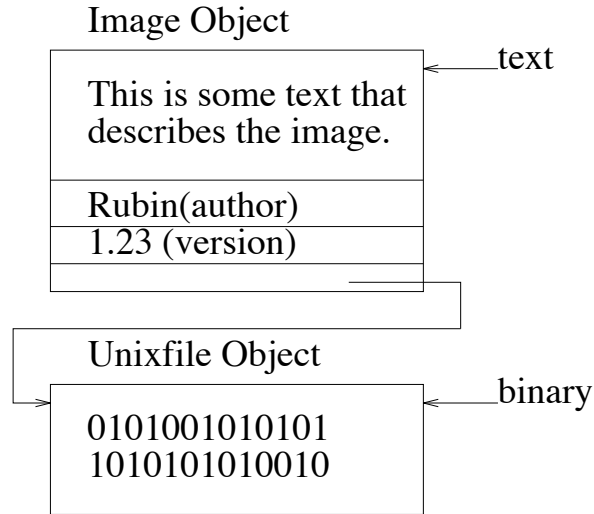 Image Object
text
This is some text that
describes the image.
Rubin(author)
1.23 (version)
Unixfile Object
binary
0101001010101
1010101010010